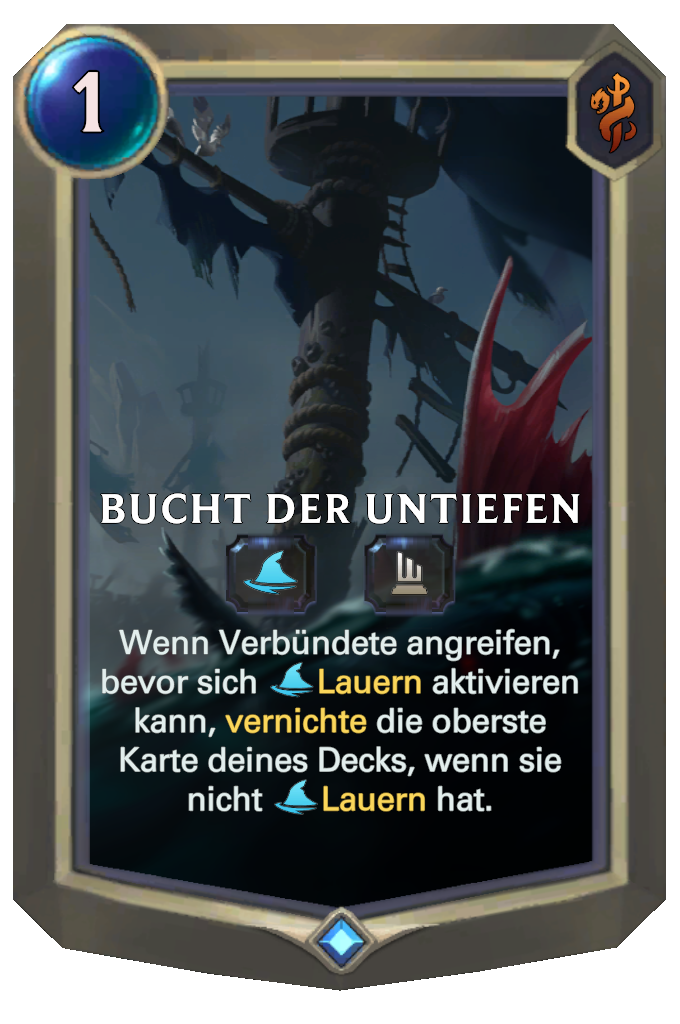 1
BUCHT DER UNTIEFEN
Wenn Verbündete angreifen,
bevor sich Lauern aktivieren
kann, vernichte die oberste
Karte deines Decks, wenn sie
nicht Lauern hat.